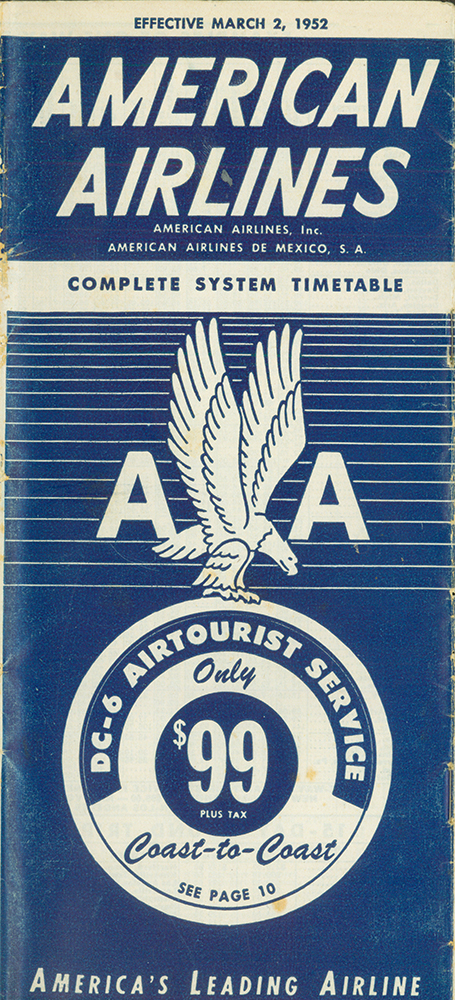 EFFECTIVE MARCH 2, 1952
AMERICAN
AIRLINES
AMERICAN AIRLINES, Inc.
AMERICAN AIRLINES DE MEXICO, S. A.
COMPLETE SYSTEM TIMETABLE
A A
DC-6 AIRTOURIST SERVICE
Only
$99
PLUS TAX
Coast-to-Coast
SEE PAGE 10
AMERICA'S LEADING AIRLINE